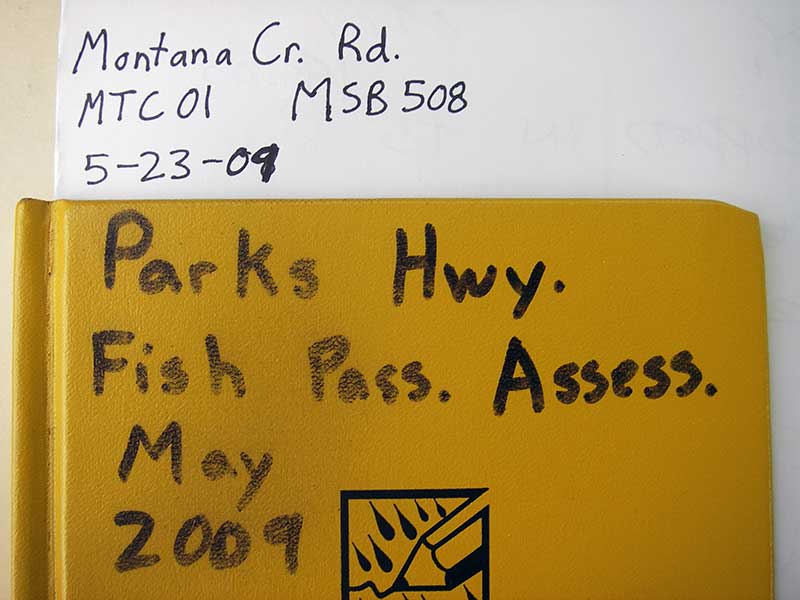 Montana Cr. Rd.
MTC01 MSB508
5-23-09
Parks Hwy.
Fish Pass. Assess.
May
2009